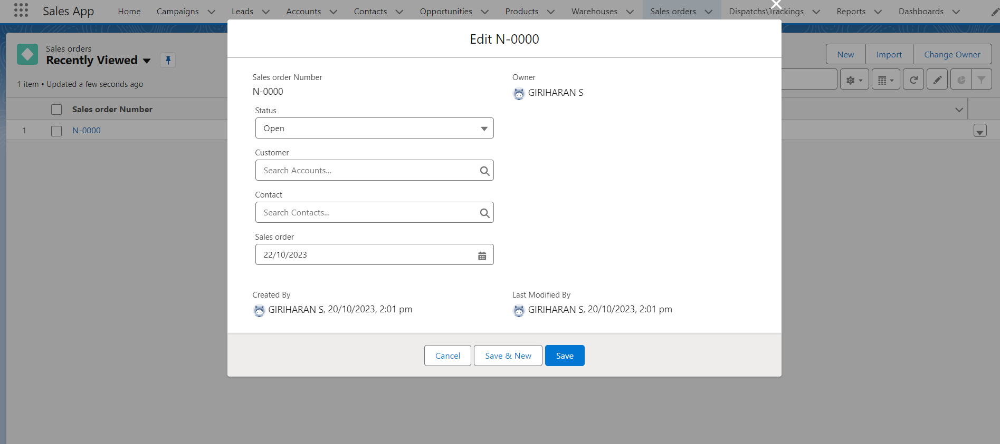 Sales App
Home
Campaigns
Leads
Accounts
Contacts
Opportunities
Products
Warehouses
Sales orders
Dispatchs\Trackings
Reports
Dashboards
Sales orders
Recently Viewed
1 item • Updated a few seconds ago
New
Import
Change Owner
Sales order Number
1
N-0000
Edit N-0000
Sales order Number
N-0000
Owner
GIRIHARAN S
Status
Open
Customer
Search Accounts...
Contact
Search Contacts...
Sales order
22/10/2023
Created By
GIRIHARAN S, 20/10/2023, 2:01 pm
Last Modified By
GIRIHARAN S, 20/10/2023, 2:01 pm
Cancel
Save & New
Save